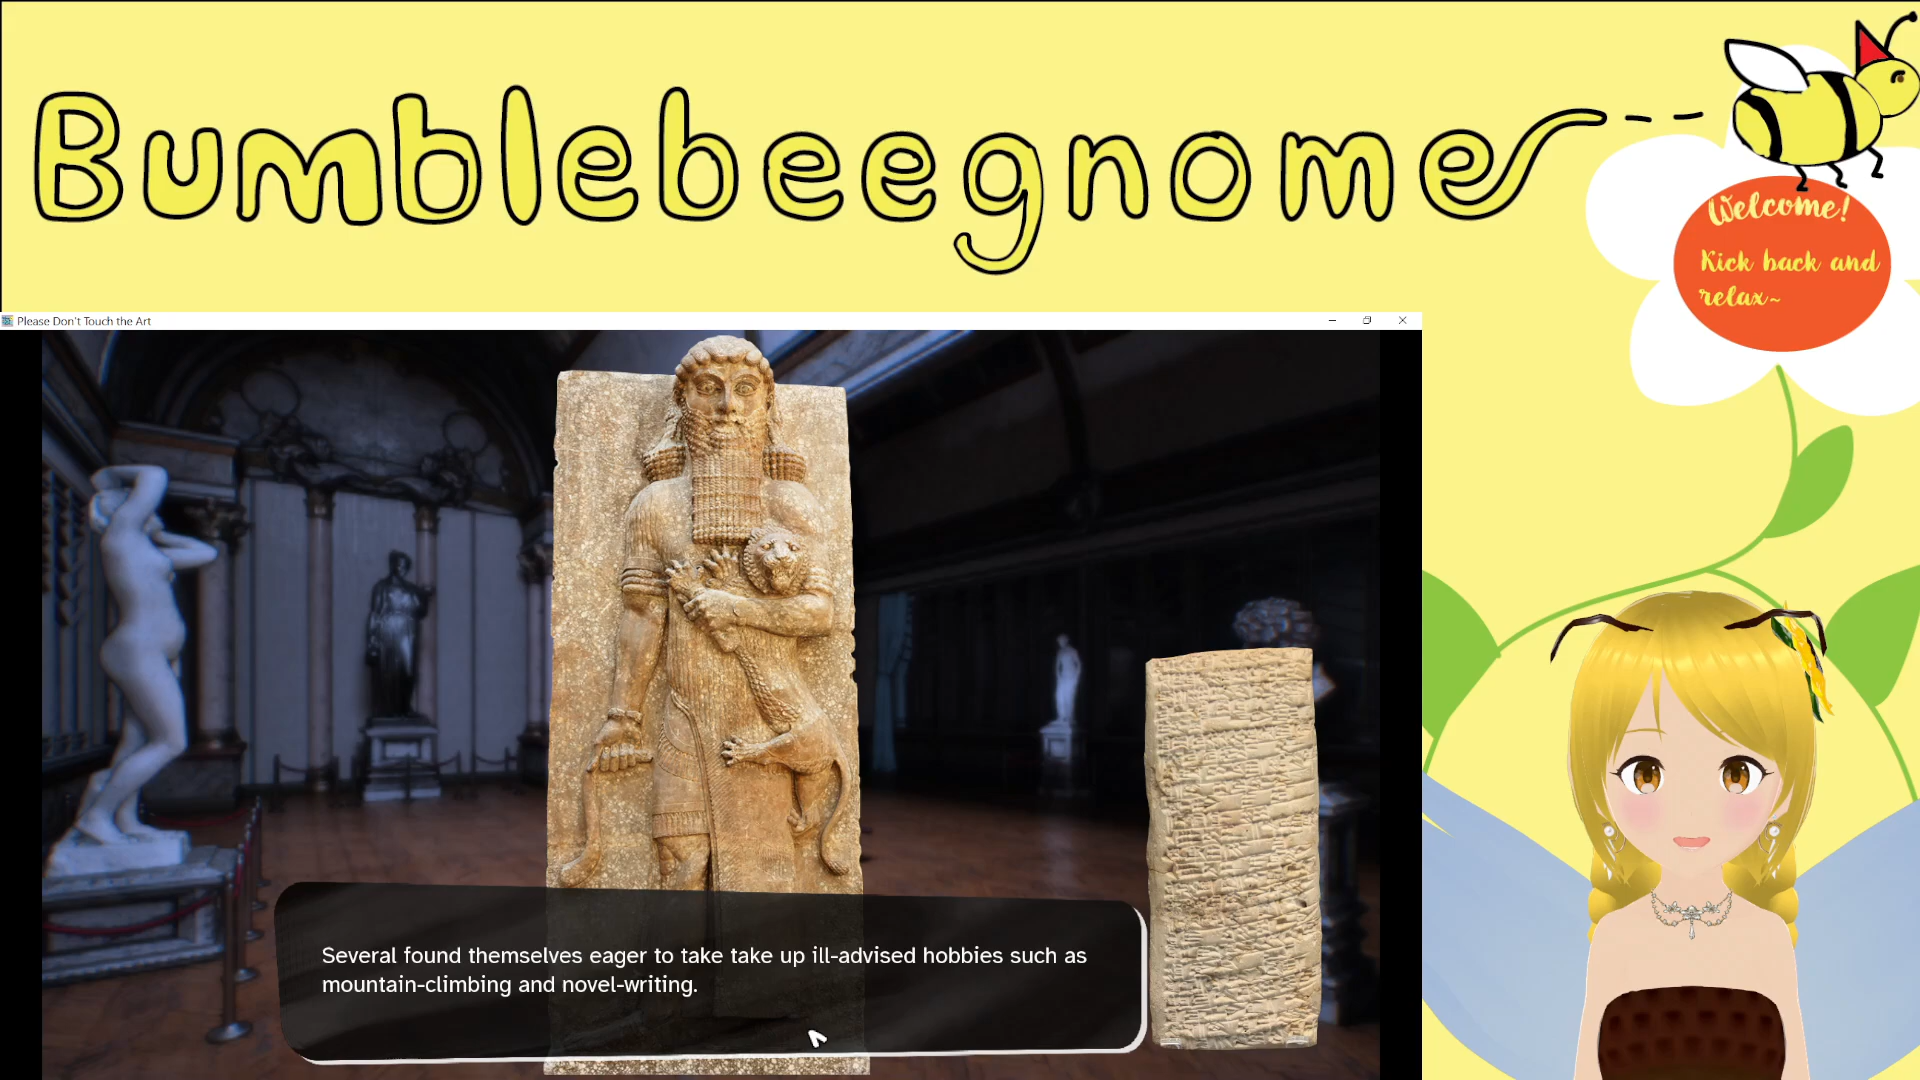 Bumblebeegnome
Welcome!
Kick back and
relax~
Please Don't Touch the Art
Several found themselves eager to take take up ill-advised hobbies such as
mountain-climbing and novel-writing.